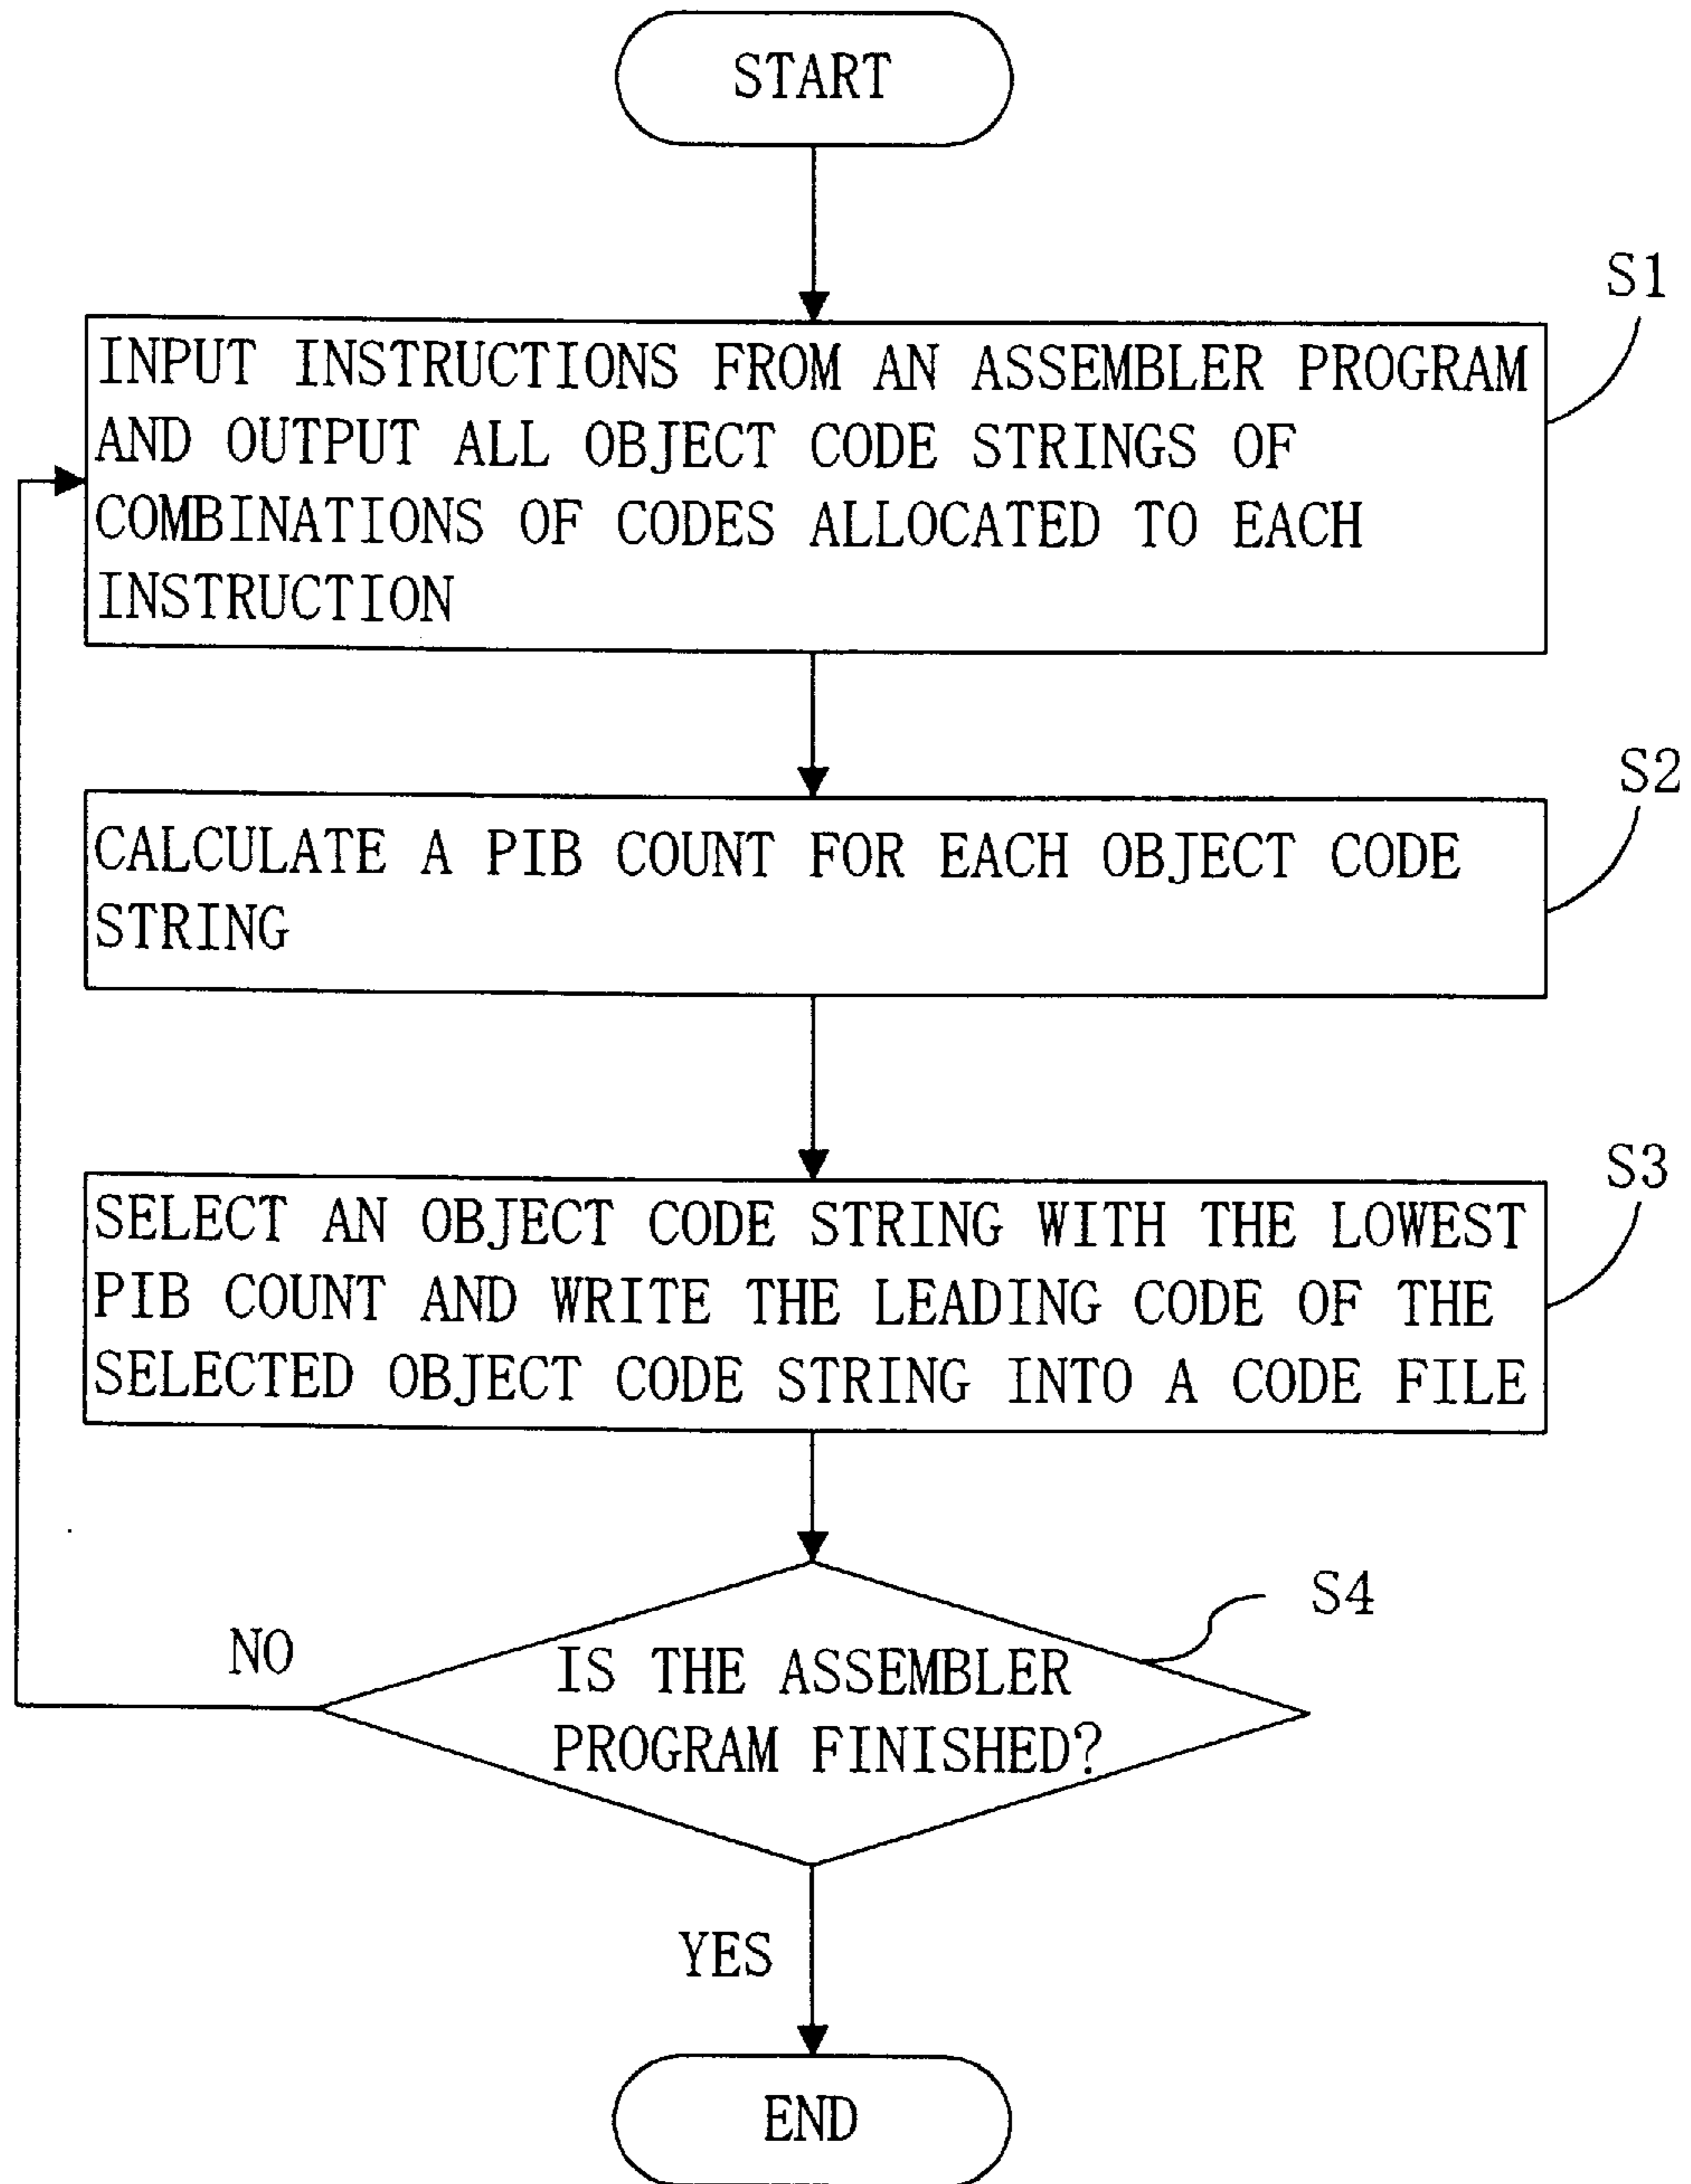 START
S1
INPUT INSTRUCTIONS FROM AN ASSEMBLER PROGRAM
AND OUTPUT ALL OBJECT CODE STRINGS OF
COMBINATIONS OF CODES ALLOCATED TO EACH
INSTRUCTION
S2
CALCULATE A PIB COUNT FOR EACH OBJECT CODE
STRING
S3
SELECT AN OBJECT CODE STRING WITH THE LOWEST
PIB COUNT AND WRITE THE LEADING CODE OF THE
SELECTED OBJECT CODE STRING INTO A CODE FILE
S4
NO
IS THE ASSEMBLER
PROGRAM FINISHED?
YES
END